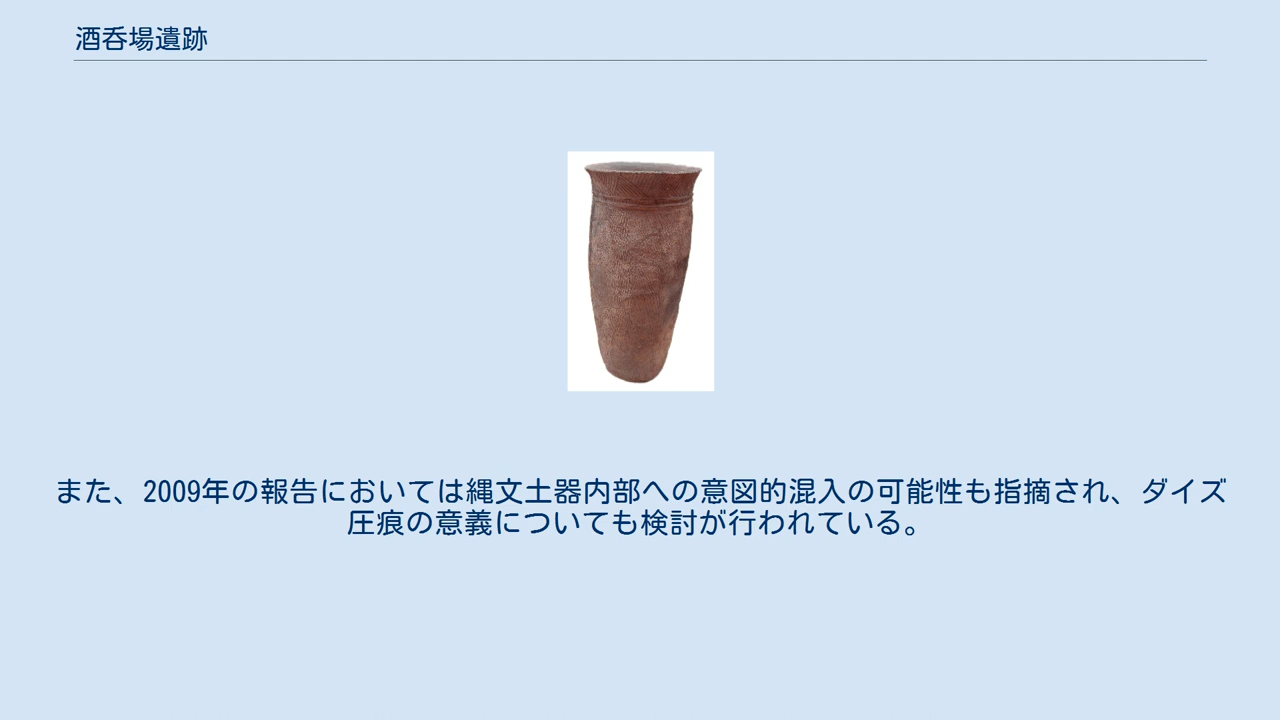 酒呑場遺跡
また、2009年の報告においては縄文土器内部への意図的混入の可能性も指摘され、ダイズ
圧痕の意義についても検討が行われている。